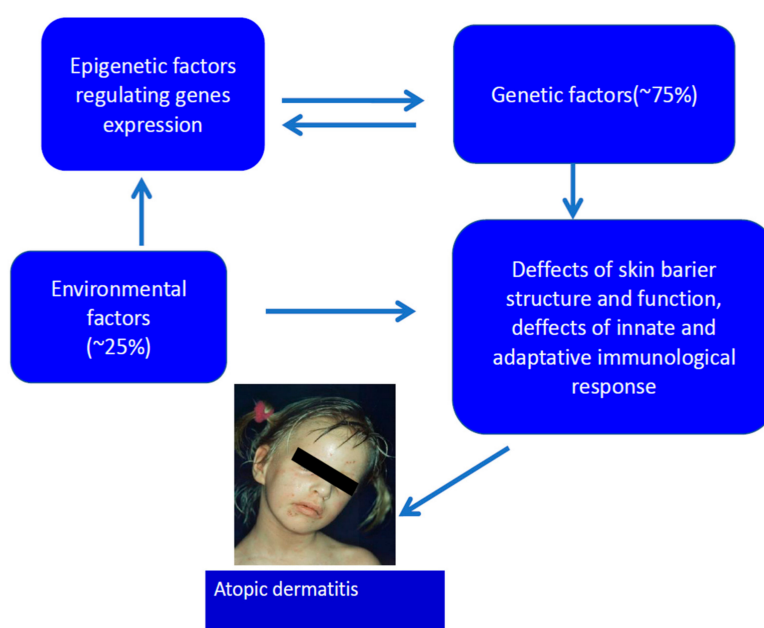 Epigenetic factors
regulating genes
expression
Genetic factors(~75%)
Environmental
factors
(~25%)
Deffects of skin barier
structure and function,
deffects of innate and
adaptative immunological
response
Atopic dermatitis